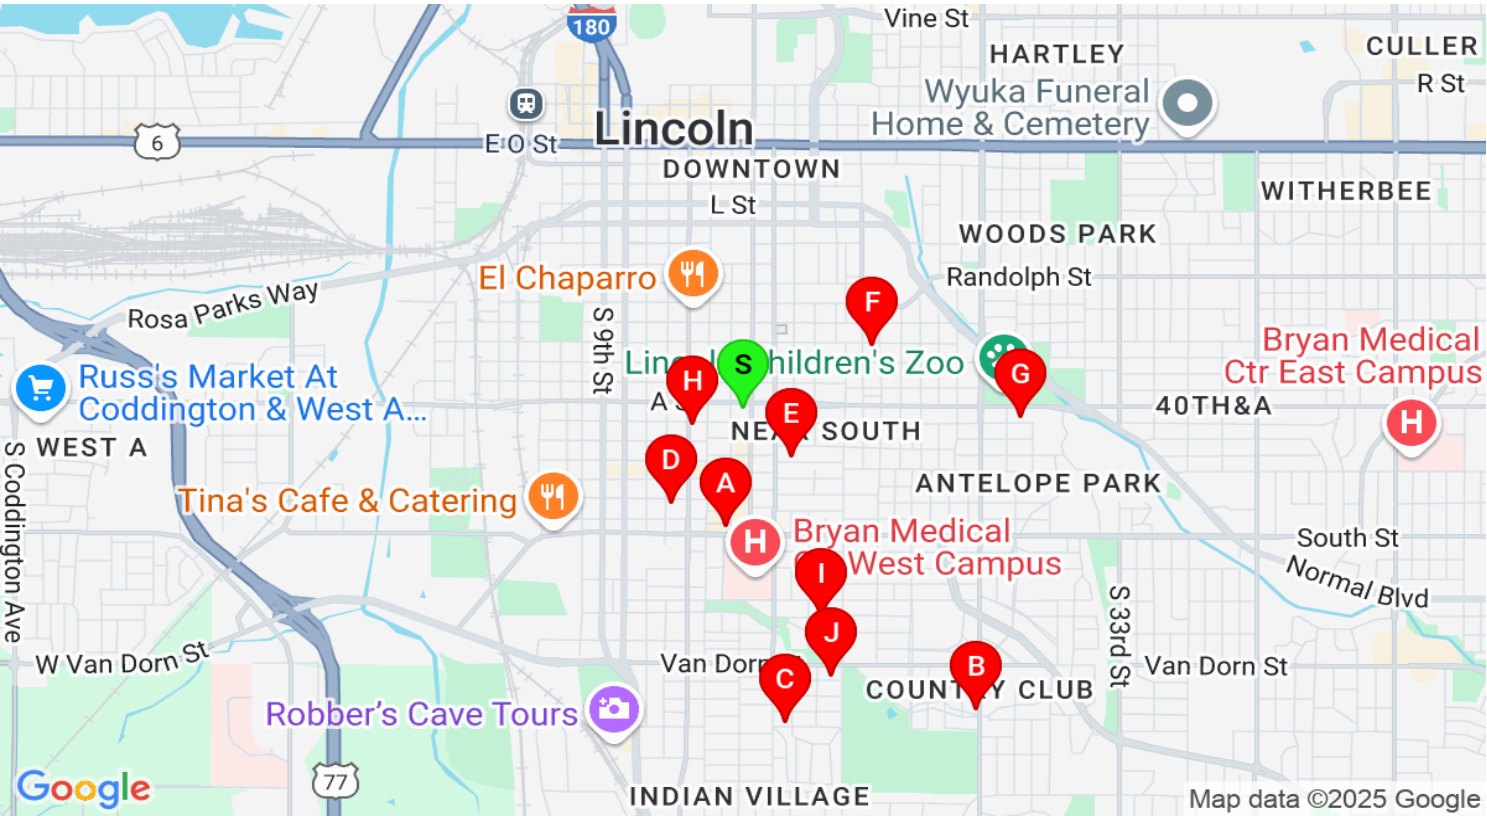 Vine St
180
HARTLEY
CULLER
R St
Wyuka Funeral
Home & Cemetery
6
E O St
Lincoln
DOWNTOWN
WITHERBEE
L St
WOODS PARK
El Chaparro
Randolph St
Rosa Parks Way
F
S 9th St
Bryan Medical
Ctr East Campus
Children's Zoo
S
H
G
Russ's Market At
Coddington & West A...
A
40TH&A
E
H
SOUTH
WEST A
S Coddington Ave
D
A
ANTELOPE PARK
Tina's Cafe & Catering
Bryan Medical
West Campus
H
South St
Normal Blvd
I
S 33rd St
J
W Van Dorn St
Van Dorn
Van Dorn St
B
C
COUNTRY CLUB
Robber's Cave Tours
77
Google
INDIAN VILLAGE
Map data ©2025 Google